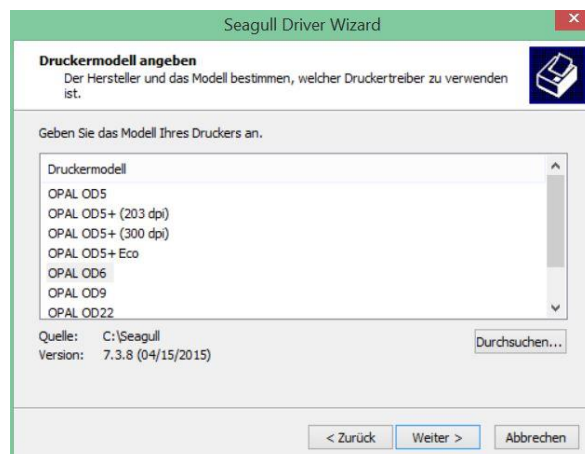 Seagull Driver Wizard
Druckermodell angeben
Der Hersteller und das Modell bestimmen, welcher Druckertreiber zu verwenden
ist.
Geben Sie das Modell Ihres Druckers an.
Druckermodell
OPAL OD5
OPAL OD5+ (203 dpi)
OPAL OD5+ (300 dpi)
OPAL OD5+ Eco
OPAL OD6
OPAL OD9
OPAL OD22
Quelle: C:\Seagull
Durchsuchen...
Version: 7.3.8 (04/15/2015)
< Zurück Weiter > Abbrechen